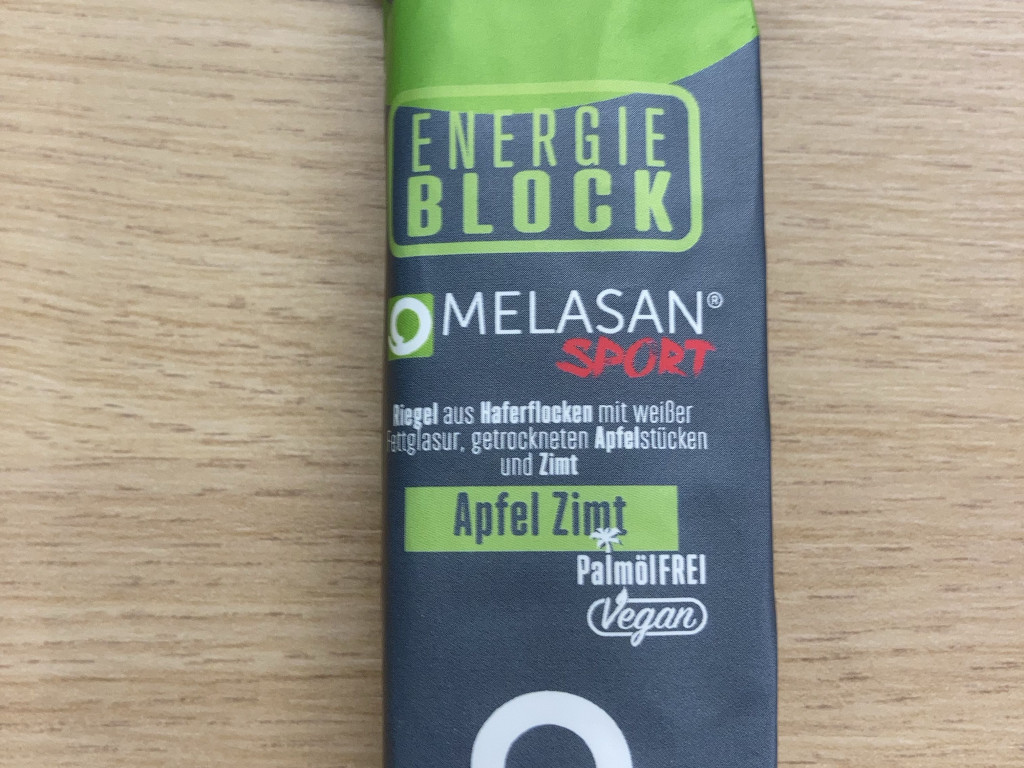 ENERGIE
BLOCK
MELASAN®
SPORT
Riegel aus Haferflocken mit weißer
Fettglasur, getrockneten Apfelstücken
und Zimt
Apfel Zimt
PalmölFREI
Vegan